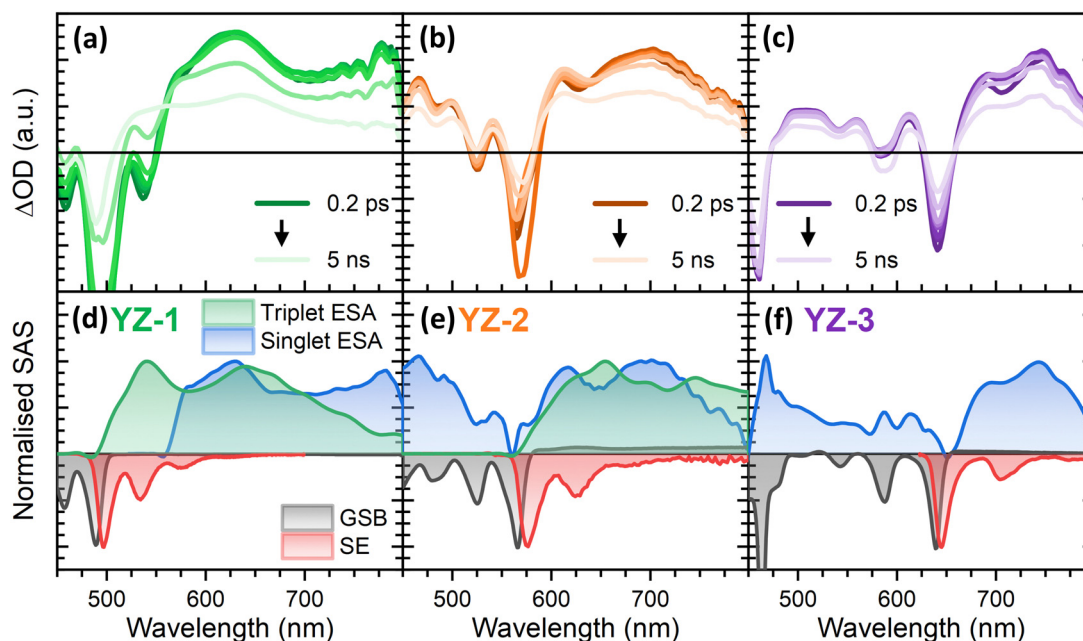 (a)
(b)
(c)
ΔOD (a.u.)
0.2 ps
5 ns
0.2 ps
5 ns
0.2 ps
5 ns
(d) YZ-1
Triplet ESA
Singlet ESA
(e) YZ-2
(f) YZ-3
Normalised SAS
GSB
SE
500 600 700
500 600 700
500 600 700
Wavelength (nm)
Wavelength (nm)
Wavelength (nm)